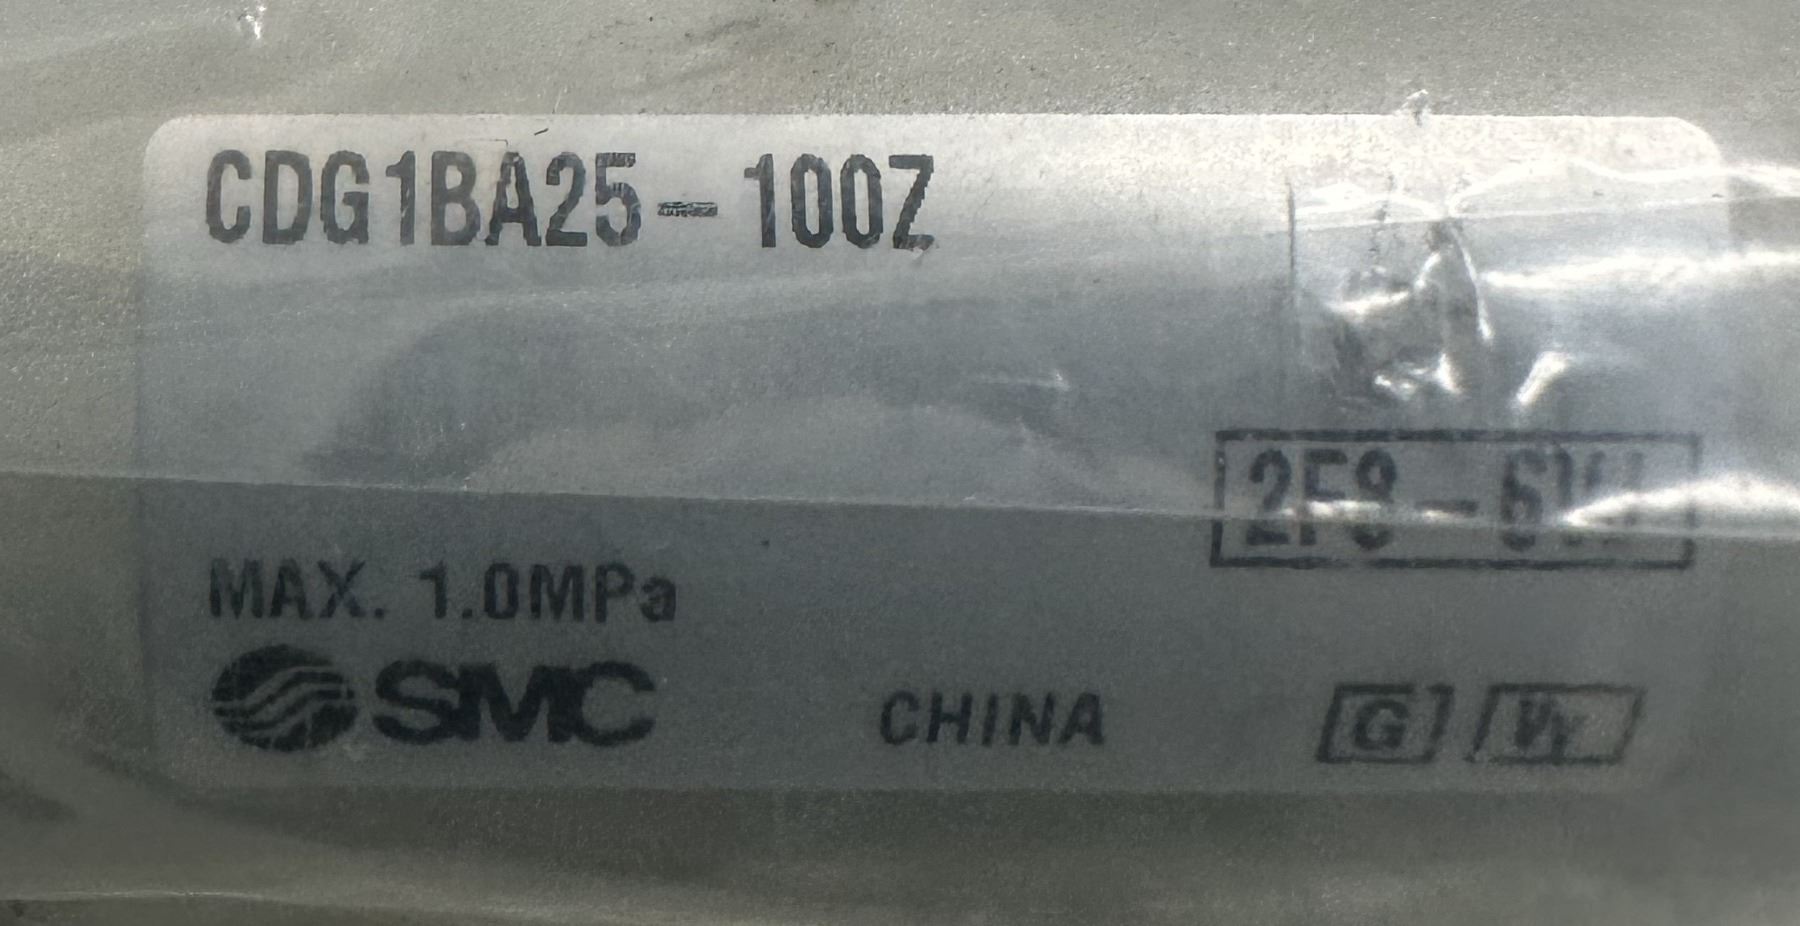 CDG1BA25-100Z
MAX. 1.0MPa
SMC
CHINA
G